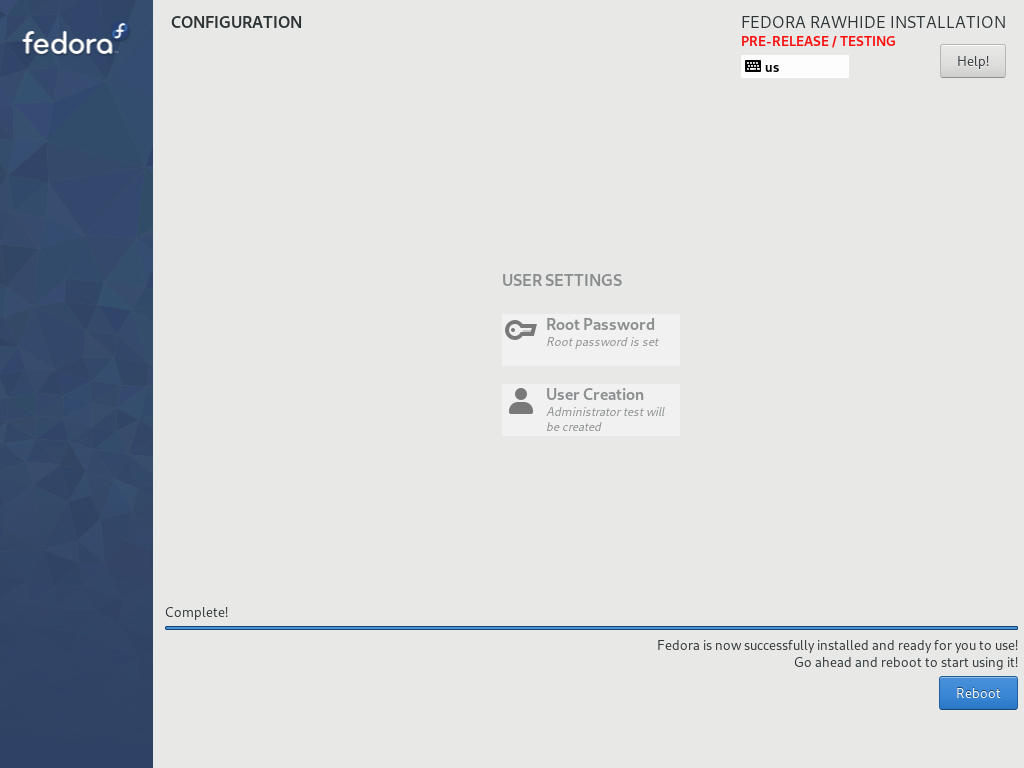 fedora
CONFIGURATION
FEDORA RAWHIDE INSTALLATION
PRE-RELEASE / TESTING
us
Help!
USER SETTINGS
Root Password
Root password is set
User Creation
Administrator test will
be created
Complete!
Fedora is now successfully installed and ready for you to use!
Go ahead and reboot to start using it!
Reboot